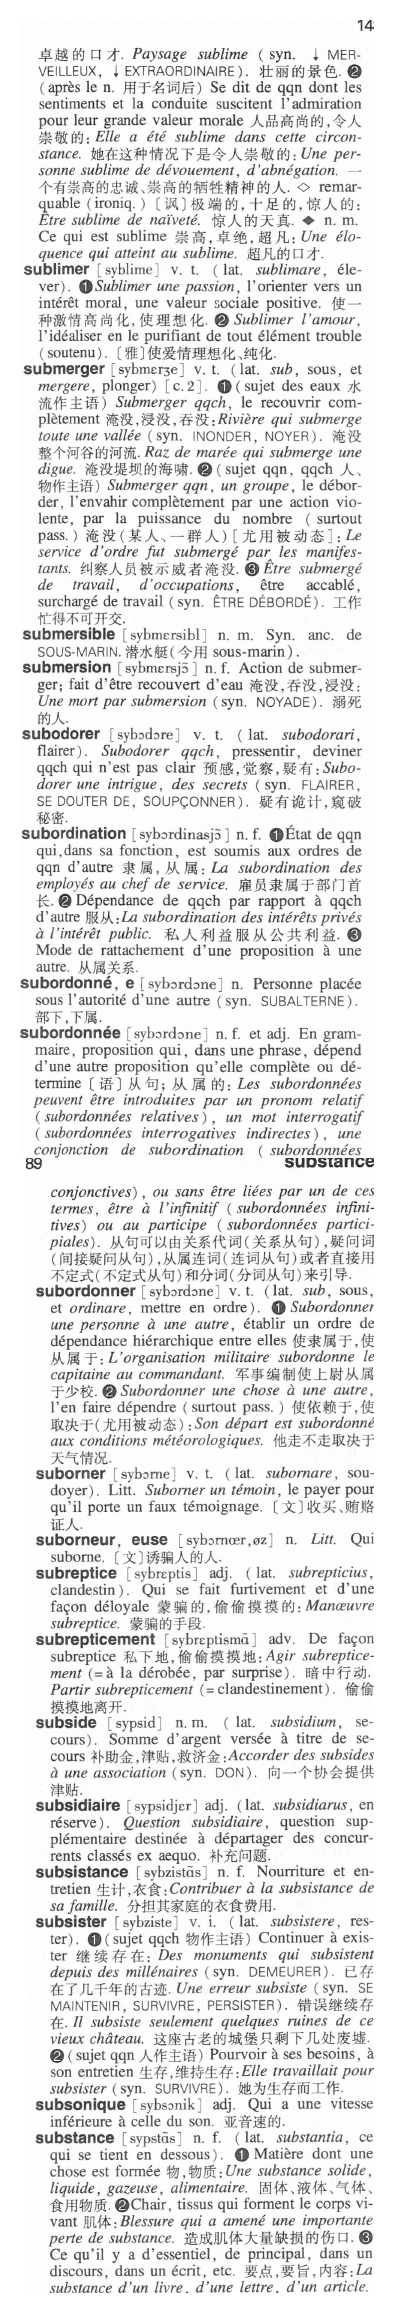 14
卓越的口才. Paysage sublime ( syn. ↓ MER-
VEILLEUX, ↓ EXTRAORDINAIRE). 壮丽的景色. ❷
( après le n. 用于名词后) Se dit de qqn dont les
sentiments et la conduite suscitent l'admiration
pour leur grande valeur morale 人品高尚的,令人
崇敬的: Elle a été sublime dans cette circon-
stance. 她在这种情况下是令人崇敬的: Une per-
sonne sublime de dévouement, d'abnégation. 一
个有崇高的忠诚、崇高的牺牲精神的人. ◇ remar-
quable ( ironiq. ) 〔讽〕极端的,十足的,惊人的:
Être sublime de naïveté. 惊人的天真. ◆ n. m.
Ce qui est sublime 崇高,卓绝,超凡: Une élo-
quence qui atteint au sublime. 超凡的口才.
sublimer [syblime] v. t. ( lat. sublimare, éle-
ver). ❶Sublimer une passion, l'orienter vers un
intérêt moral, une valeur sociale positive. 使一
种激情高尚化,使理想化. ❷ Sublimer l'amour,
l'idéaliser en le purifiant de tout élément trouble
( soutenu). 〔雅〕使爱情理想化、纯化.
submerger [sybmɛrʒe] v. t. ( lat. sub, sous, et
mergere, plonger) [c. 2]. ❶( sujet des eaux 水
流作主语) Submerger qqch, le recouvrir com-
plètement 淹没,浸没,吞没: Rivière qui submerge
toute une vallée ( syn. INONDER, NOYER). 淹没
整个河谷的河流. Raz de marée qui submerge une
digue. 淹没堤坝的海啸. ❷( sujet qqn, qqch 人、
物作主语) Submerger qqn, un groupe, le débor-
der, l'envahir complètement par une action vio-
lente, par la puissance du nombre ( surtout
pass. ) 淹没(某人、一群人)[尤用被动态]: Le
service d'ordre fut submergé par les manifes-
tants. 纠察人员被示威者淹没. ❸ Être submergé
de travail, d'occupations, être accablé,
surchargé de travail ( syn. ÊTRE DÉBORDÉ). 工作
忙得不可开交.
submersible [sybmɛrsibl] n. m. Syn. anc. de
SOUS-MARIN. 潜水艇(今用 sous-marin).
submersion [sybmɛrsjɔ̃] n. f. Action de submer-
ger; fait d'être recouvert d'eau 淹没,吞没,浸没:
Une mort par submersion ( syn. NOYADE). 溺死
的人.
subodorer [sybɔdɔre] v. t. ( lat. subodorari,
flairer). Subodorer qqch, pressentir, deviner
qqch qui n'est pas clair 预感,觉察,疑有: Subo-
dorer une intrigue, des secrets ( syn. FLAIRER,
SE DOUTER DE, SOUPÇONNER). 疑有诡计,窥破
秘密.
subordination [sybɔrdinasjɔ̃] n. f. ❶État de qqn
qui,dans sa fonction, est soumis aux ordres de
qqn d'autre 隶属,从属: La subordination des
employés au chef de service. 雇员隶属于部门首
长. ❷ Dépendance de qqch par rapport à qqch
d'autre 服从:La subordination des intérêts privés
à l'intérêt public. 私人利益服从公共利益. ❸
Mode de rattachement d'une proposition à une
autre. 从属关系.
subordonné, e [sybɔrdɔne] n. Personne placée
sous l'autorité d'une autre ( syn. SUBALTERNE).
部下,下属.
subordonnée [sybɔrdɔne] n. f. et adj. En gram-
maire, proposition qui, dans une phrase, dépend
d'une autre proposition qu'elle complète ou dé-
termine 〔语〕从句; 从属的: Les subordonnées
peuvent être introduites par un pronom relatif
( subordonnées relatives), un mot interrogatif
( subordonnées interrogatives indirectes), une
conjonction de subordination ( subordonnées
89 substance
conjonctives), ou sans être liées par un de ces
termes, être à l'infinitif ( subordonnées infini-
tives) ou au participe ( subordonnées partici-
piales). 从句可以由关系代词(关系从句),疑问词
(间接疑问从句),从属连词(连词从句)或者直接用
不定式(不定式从句)和分词(分词从句)来引导.
subordonner [sybɔrdɔne] v. t. ( lat. sub, sous,
et ordinare, mettre en ordre). ❶ Subordonner
une personne à une autre, établir un ordre de
dépendance hiérarchique entre elles 使隶属于,使
从属于: L'organisation militaire subordonne le
capitaine au commandant. 军事编制使上尉从属
于少校. ❷ Subordonner une chose à une autre,
l'en faire dépendre ( surtout pass. ) 使依赖于,使
取决于(尤用被动态):Son départ est subordonné
aux conditions météorologiques. 他走不走取决于
天气情况.
suborner [sybɔrne] v. t. ( lat. subornare, sou-
doyer). Litt. Suborner un témoin, le payer pour
qu'il porte un faux témoignage. 〔文〕收买、贿赂
证人.
suborneur, euse [sybɔrnœr,øz] n. Litt. Qui
suborne. 〔文〕诱骗人的人.
subreptice [sybrɛptis] adj. ( lat. subrepticius,
clandestin). Qui se fait furtivement et d'une
façon déloyale 蒙骗的,偷偷摸摸的: Manœuvre
subreptice. 蒙骗的手段.
subrepticement [sybrɛptismɑ̃] adv. De façon
subreptice 私下地,偷偷摸摸地: Agir subreptice-
ment (= à la dérobée, par surprise). 暗中行动.
Partir subrepticement (= clandestinement). 偷偷
摸摸地离开.
subside [sypsid] n. m. ( lat. subsidium, se-
cours). Somme d'argent versée à titre de se-
cours 补助金,津贴,救济金:Accorder des subsides
à une association ( syn. DON). 向一个协会提供
津贴.
subsidiaire [sypsidjɛr] adj. ( lat. subsidiarus, en
réserve). Question subsidiaire, question sup-
plémentaire destinée à départager des concur-
rents classés ex aequo. 补充问题.
subsistance [sybzistɑ̃s] n. f. Nourriture et en-
tretien 生计,衣食:Contribuer à la subsistance de
sa famille. 分担其家庭的衣食费用.
subsister [sybziste] v. i. ( lat. subsistere, res-
ter). ❶(sujet qqch 物作主语) Continuer à exis-
ter 继续存在: Des monuments qui subsistent
depuis des millénaires ( syn. DEMEURER). 已存
在了几千年的古迹. Une erreur subsiste ( syn. SE
MAINTENIR, SURVIVRE, PERSISTER). 错误继续存
在. Il subsiste seulement quelques ruines de ce
vieux château. 这座古老的城堡只剩下几处废墟.
❷(sujet qqn 人作主语) Pourvoir à ses besoins, à
son entretien 生存,维持生存:Elle travaillait pour
subsister ( syn. SURVIVRE). 她为生存而工作.
subsonique [sybsɔnik] adj. Qui a une vitesse
inférieure à celle du son. 亚音速的.
substance [sypstɑ̃s] n. f. ( lat. substantia, ce
qui se tient en dessous). ❶ Matière dont une
chose est formée 物,物质:Une substance solide,
liquide, gazeuse, alimentaire. 固体、液体、气体、
食用物质. ❷Chair, tissus qui forment le corps vi-
vant 肌体:Blessure qui a amené une importante
perte de substance. 造成肌体大量缺损的伤口. ❸
Ce qu'il y a d'essentiel, de principal, dans un
discours, dans un écrit, etc. 要点,要旨,内容:La
substance d'un livre, d'une lettre, d'un article.